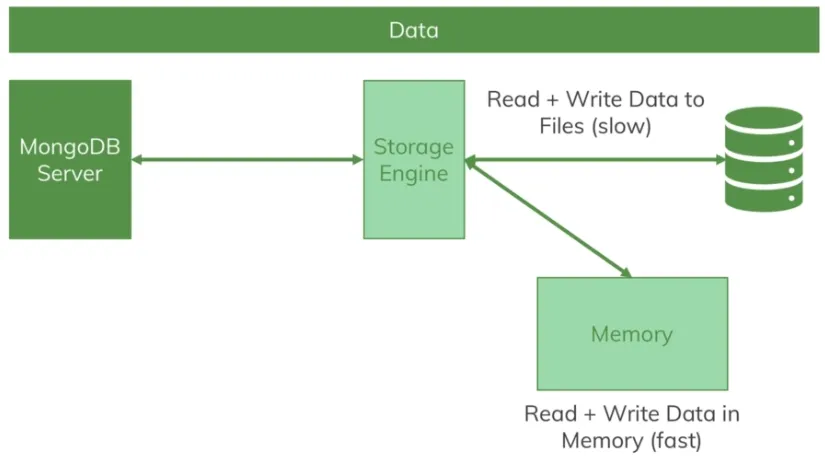 Data
MongoDB
Server
Storage
Engine
Read + Write Data to
Files (slow)
Memory
Read + Write Data in
Memory (fast)